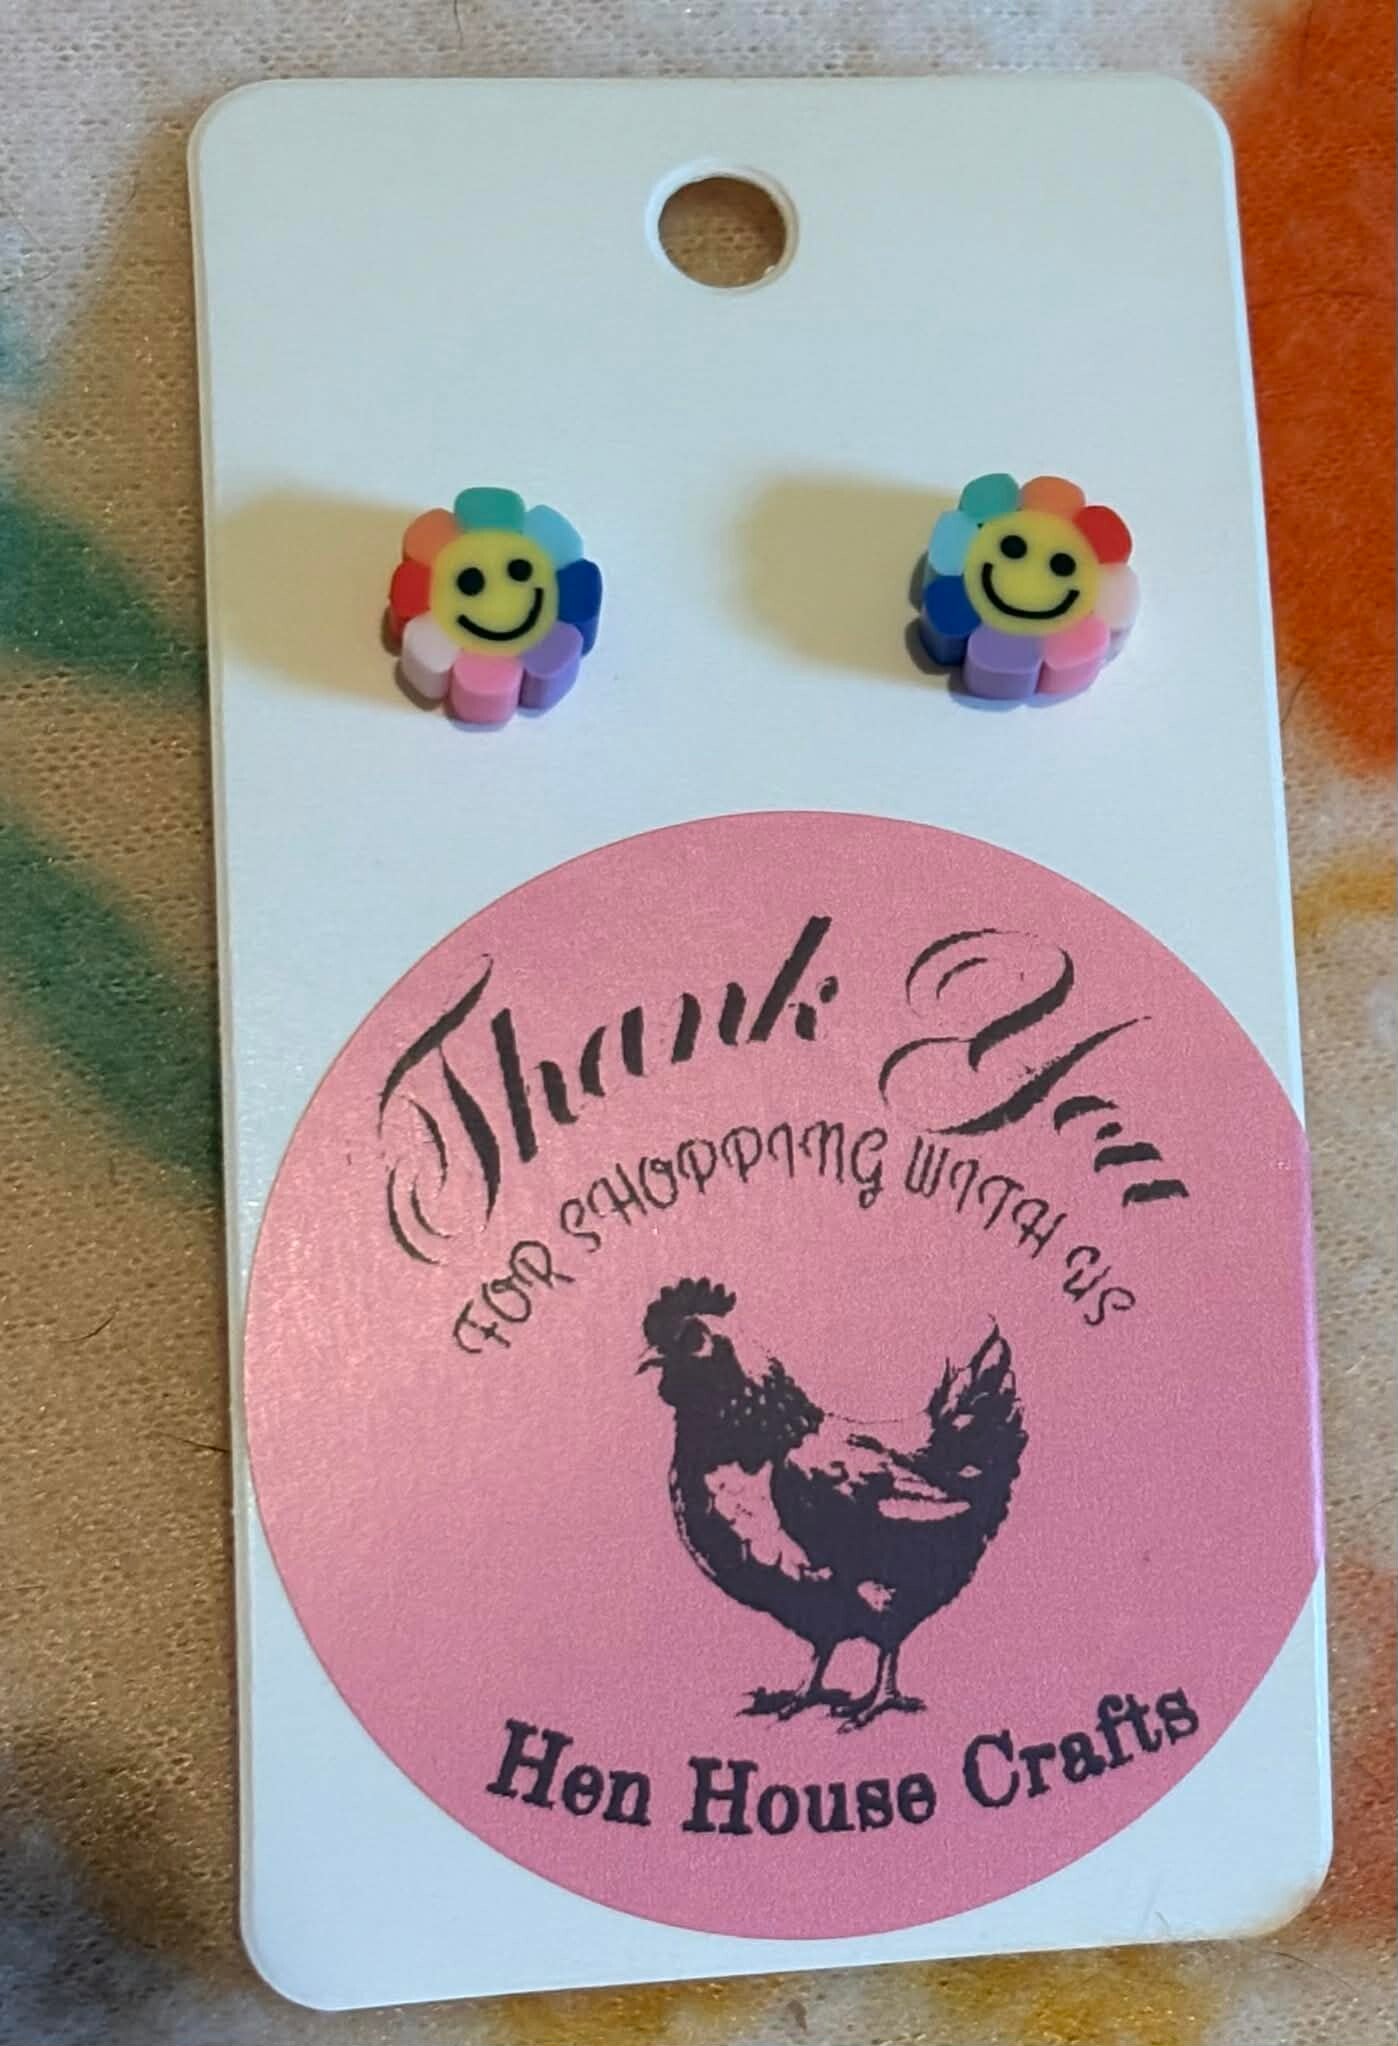 Thank You
FOR SHOPPING WITH US
Hen House Crafts